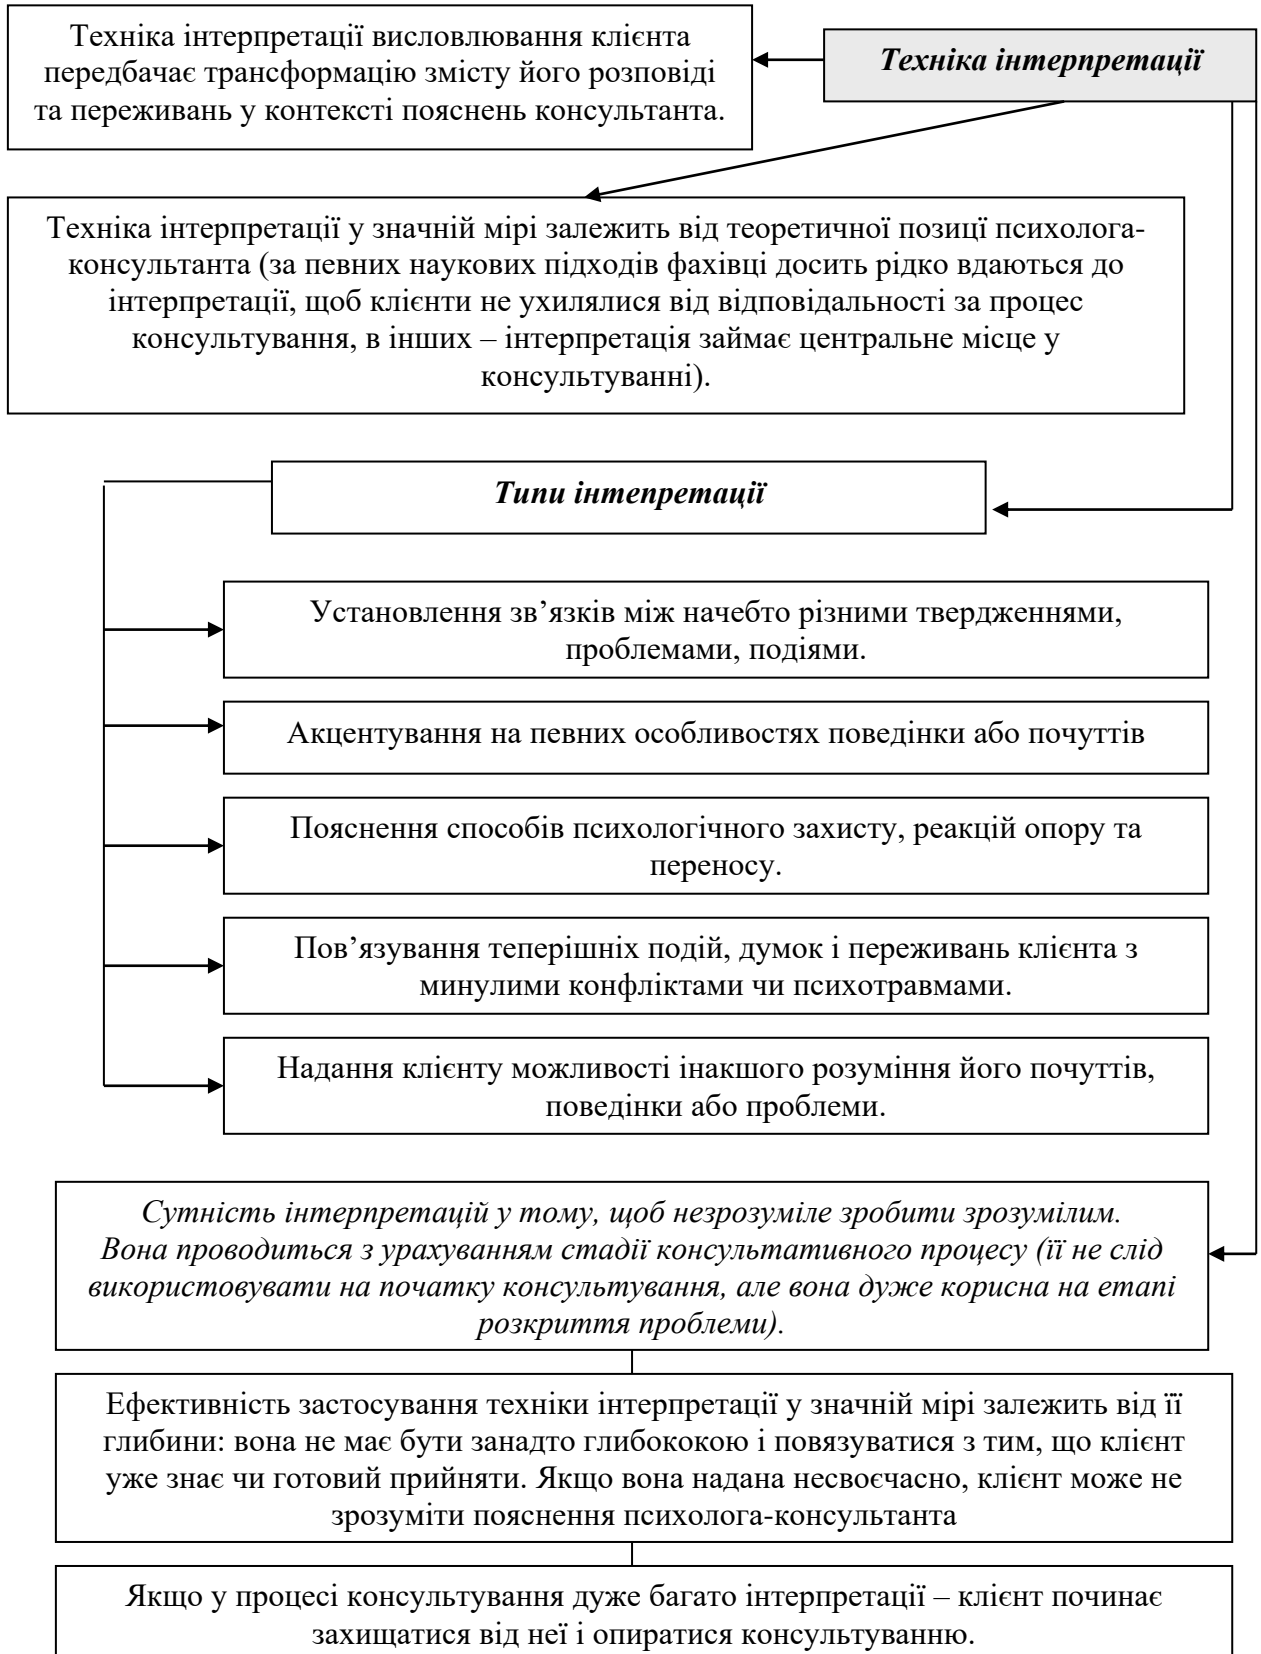 Техніка інтерпретації висловлювання клієнта
передбачає трансформацію змісту його розповіді
та переживань у контексті пояснень консультанта.
Техніка інтерпретації
Техніка інтерпретації у значній мірі залежить від теоретичної позиції психолога-
консультанта (за певних наукових підходів фахівці досить рідко вдаються до
інтерпретації, щоб клієнти не ухилялися від відповідальності за процес
консультування, в інших – інтерпретація займає центральне місце у
консультуванні).
Типи інтепретації
Установлення зв’язків між начебто різними твердженнями,
проблемами, подіями.
Акцентування на певних особливостях поведінки або почуттів
Пояснення способів психологічного захисту, реакцій опору та
переносу.
Пов’язування теперішніх подій, думок і переживань клієнта з
минулими конфліктами чи психотравмами.
Надання клієнту можливості інакшого розуміння його почуттів,
поведінки або проблеми.
Сутність інтерпретацій у тому, щоб незрозуміле зробити зрозумілим.
Вона проводиться з урахуванням стадії консультативного процесу (її не слід
використовувати на початку консультування, але вона дуже корисна на етапі
розкриття проблеми).
Ефективність застосування техніки інтерпретації у значній мірі залежить від її
глибини: вона не має бути занадто глибококою і повязуватися з тим, що клієнт
уже знає чи готовий прийняти. Якщо вона надана несвоєчасно, клієнт може не
зрозуміти пояснення психолога-консультанта
Якщо у процесі консультування дуже багато інтерпретації – клієнт починає
захищатися від неї і опиратися консультуванню.